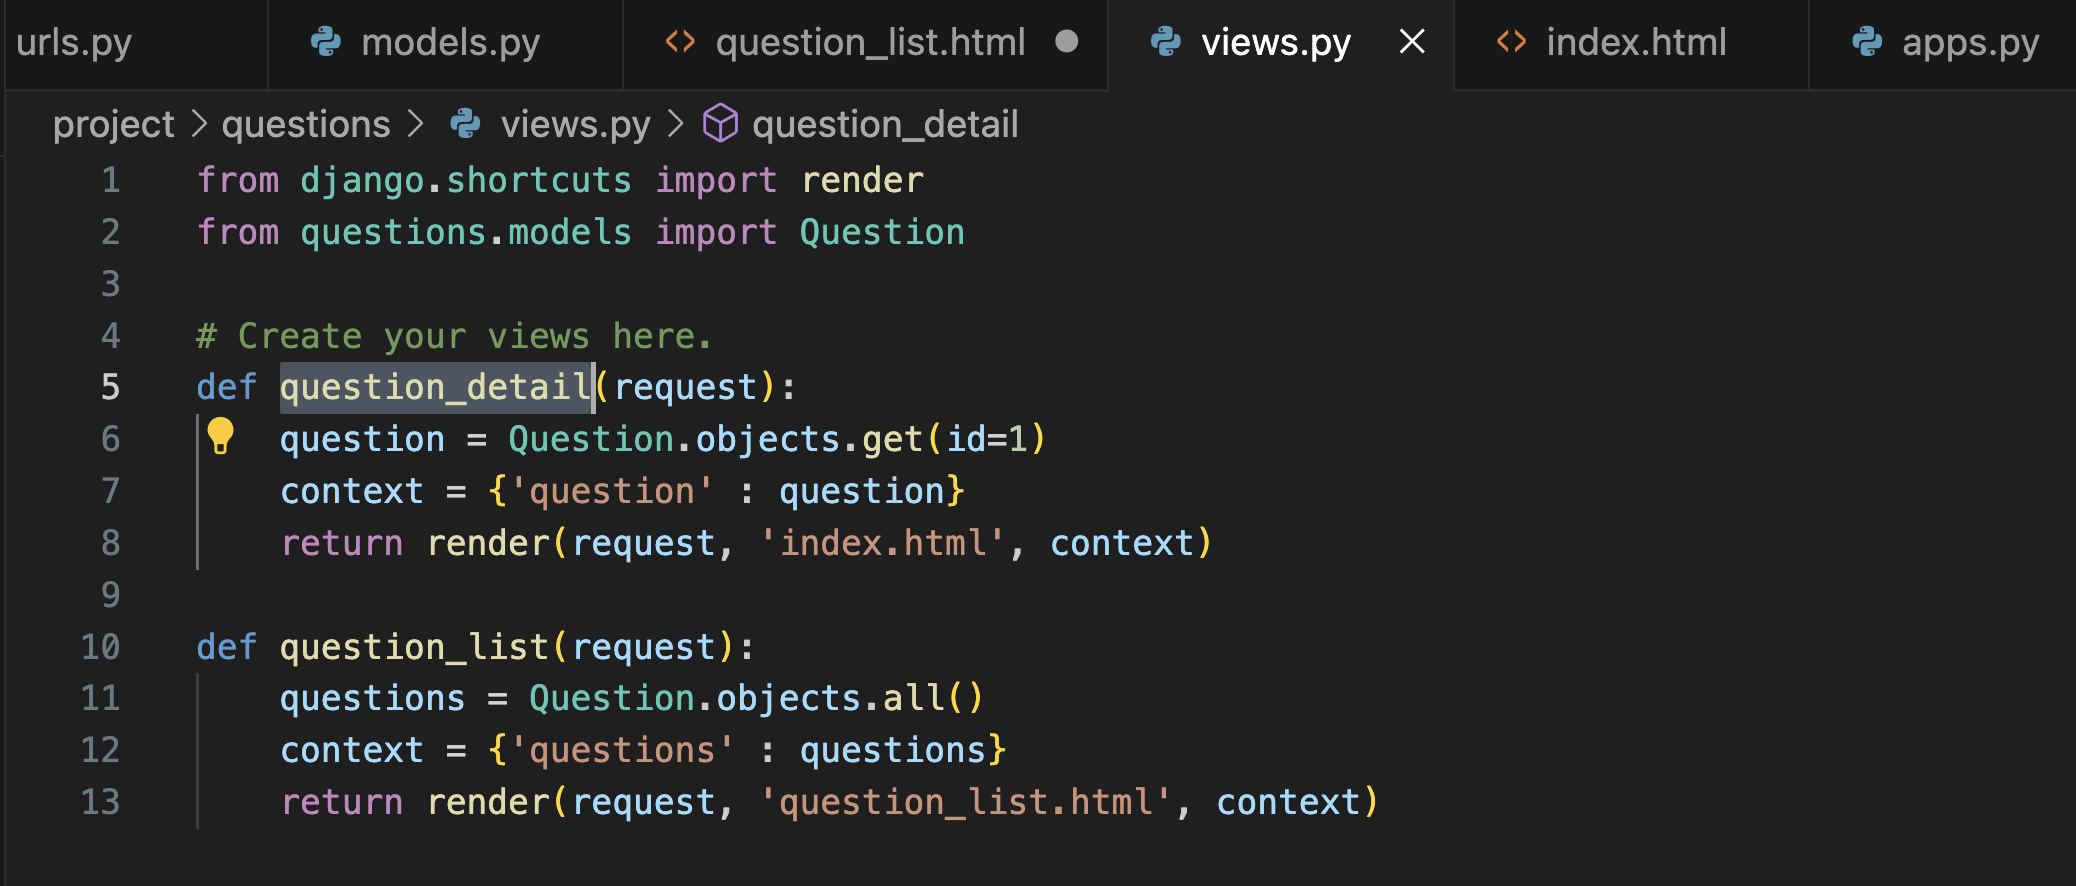 urls.py models.py question_list.html views.py index.html apps.py
project > questions > views.py > question_detail
1 from django.shortcuts import render
2 from questions.models import Question
3
4 # Create your views here.
5 def question_detail(request):
6     question = Question.objects.get(id=1)
7     context = {'question' : question}
8     return render(request, 'index.html', context)
9
10 def question_list(request):
11     questions = Question.objects.all()
12     context = {'questions' : questions}
13     return render(request, 'question_list.html', context)